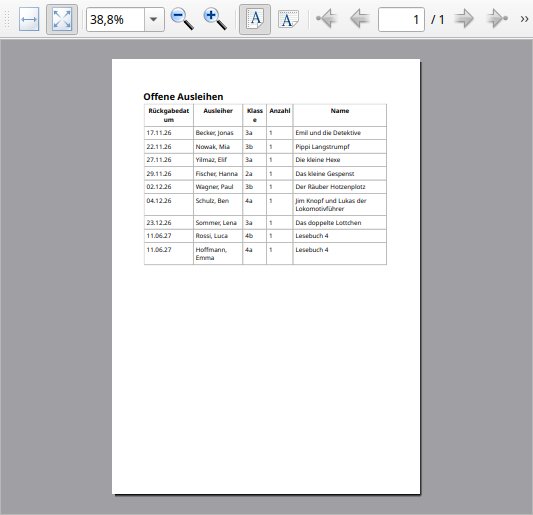 38,8%
A
A
1
/ 1
››
Offene Ausleihen
Rückgabedat
um
Ausleiher
Klass
e
Anzahl
Name
17.11.26 Becker, Jonas 3a 1 Emil und die Detektive
22.11.26 Nowak, Mia 3b 1 Pippi Langstrumpf
27.11.26 Yilmaz, Elif 3a 1 Die kleine Hexe
29.11.26 Fischer, Hanna 2a 1 Das kleine Gespenst
02.12.26 Wagner, Paul 3b 1 Der Räuber Hotzenplotz
04.12.26 Schulz, Ben 4a 1 Jim Knopf und Lukas der
Lokomotivführer
23.12.26 Sommer, Lena 3a 1 Das doppelte Lottchen
11.06.27 Rossi, Luca 4b 1 Lesebuch 4
11.06.27 Hoffmann,
Emma
4a 1 Lesebuch 4